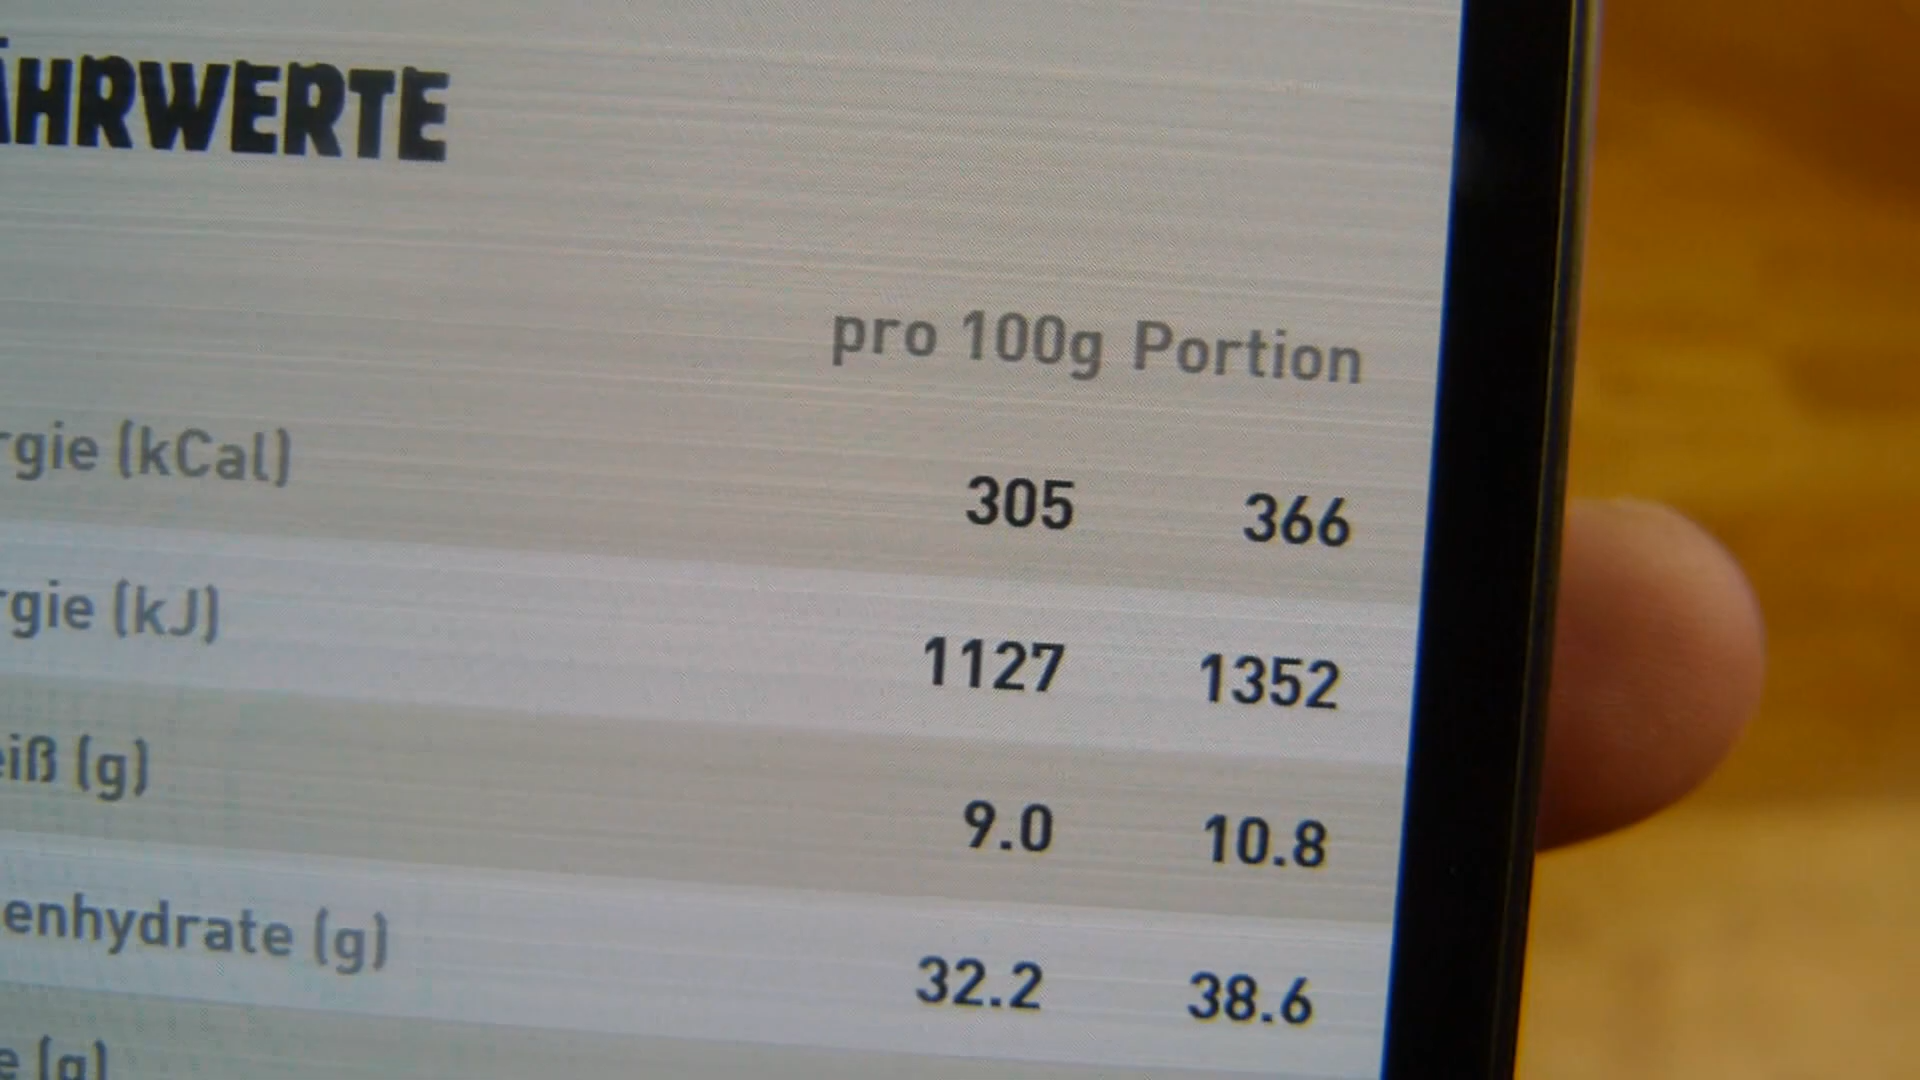 ÄHRWERTE
pro 100g Portion
rgie (kCal) 305 366
rgie (kJ) 1127 1352
eiß (g) 9.0 10.8
enhydrate (g) 32.2 38.6
e (g)